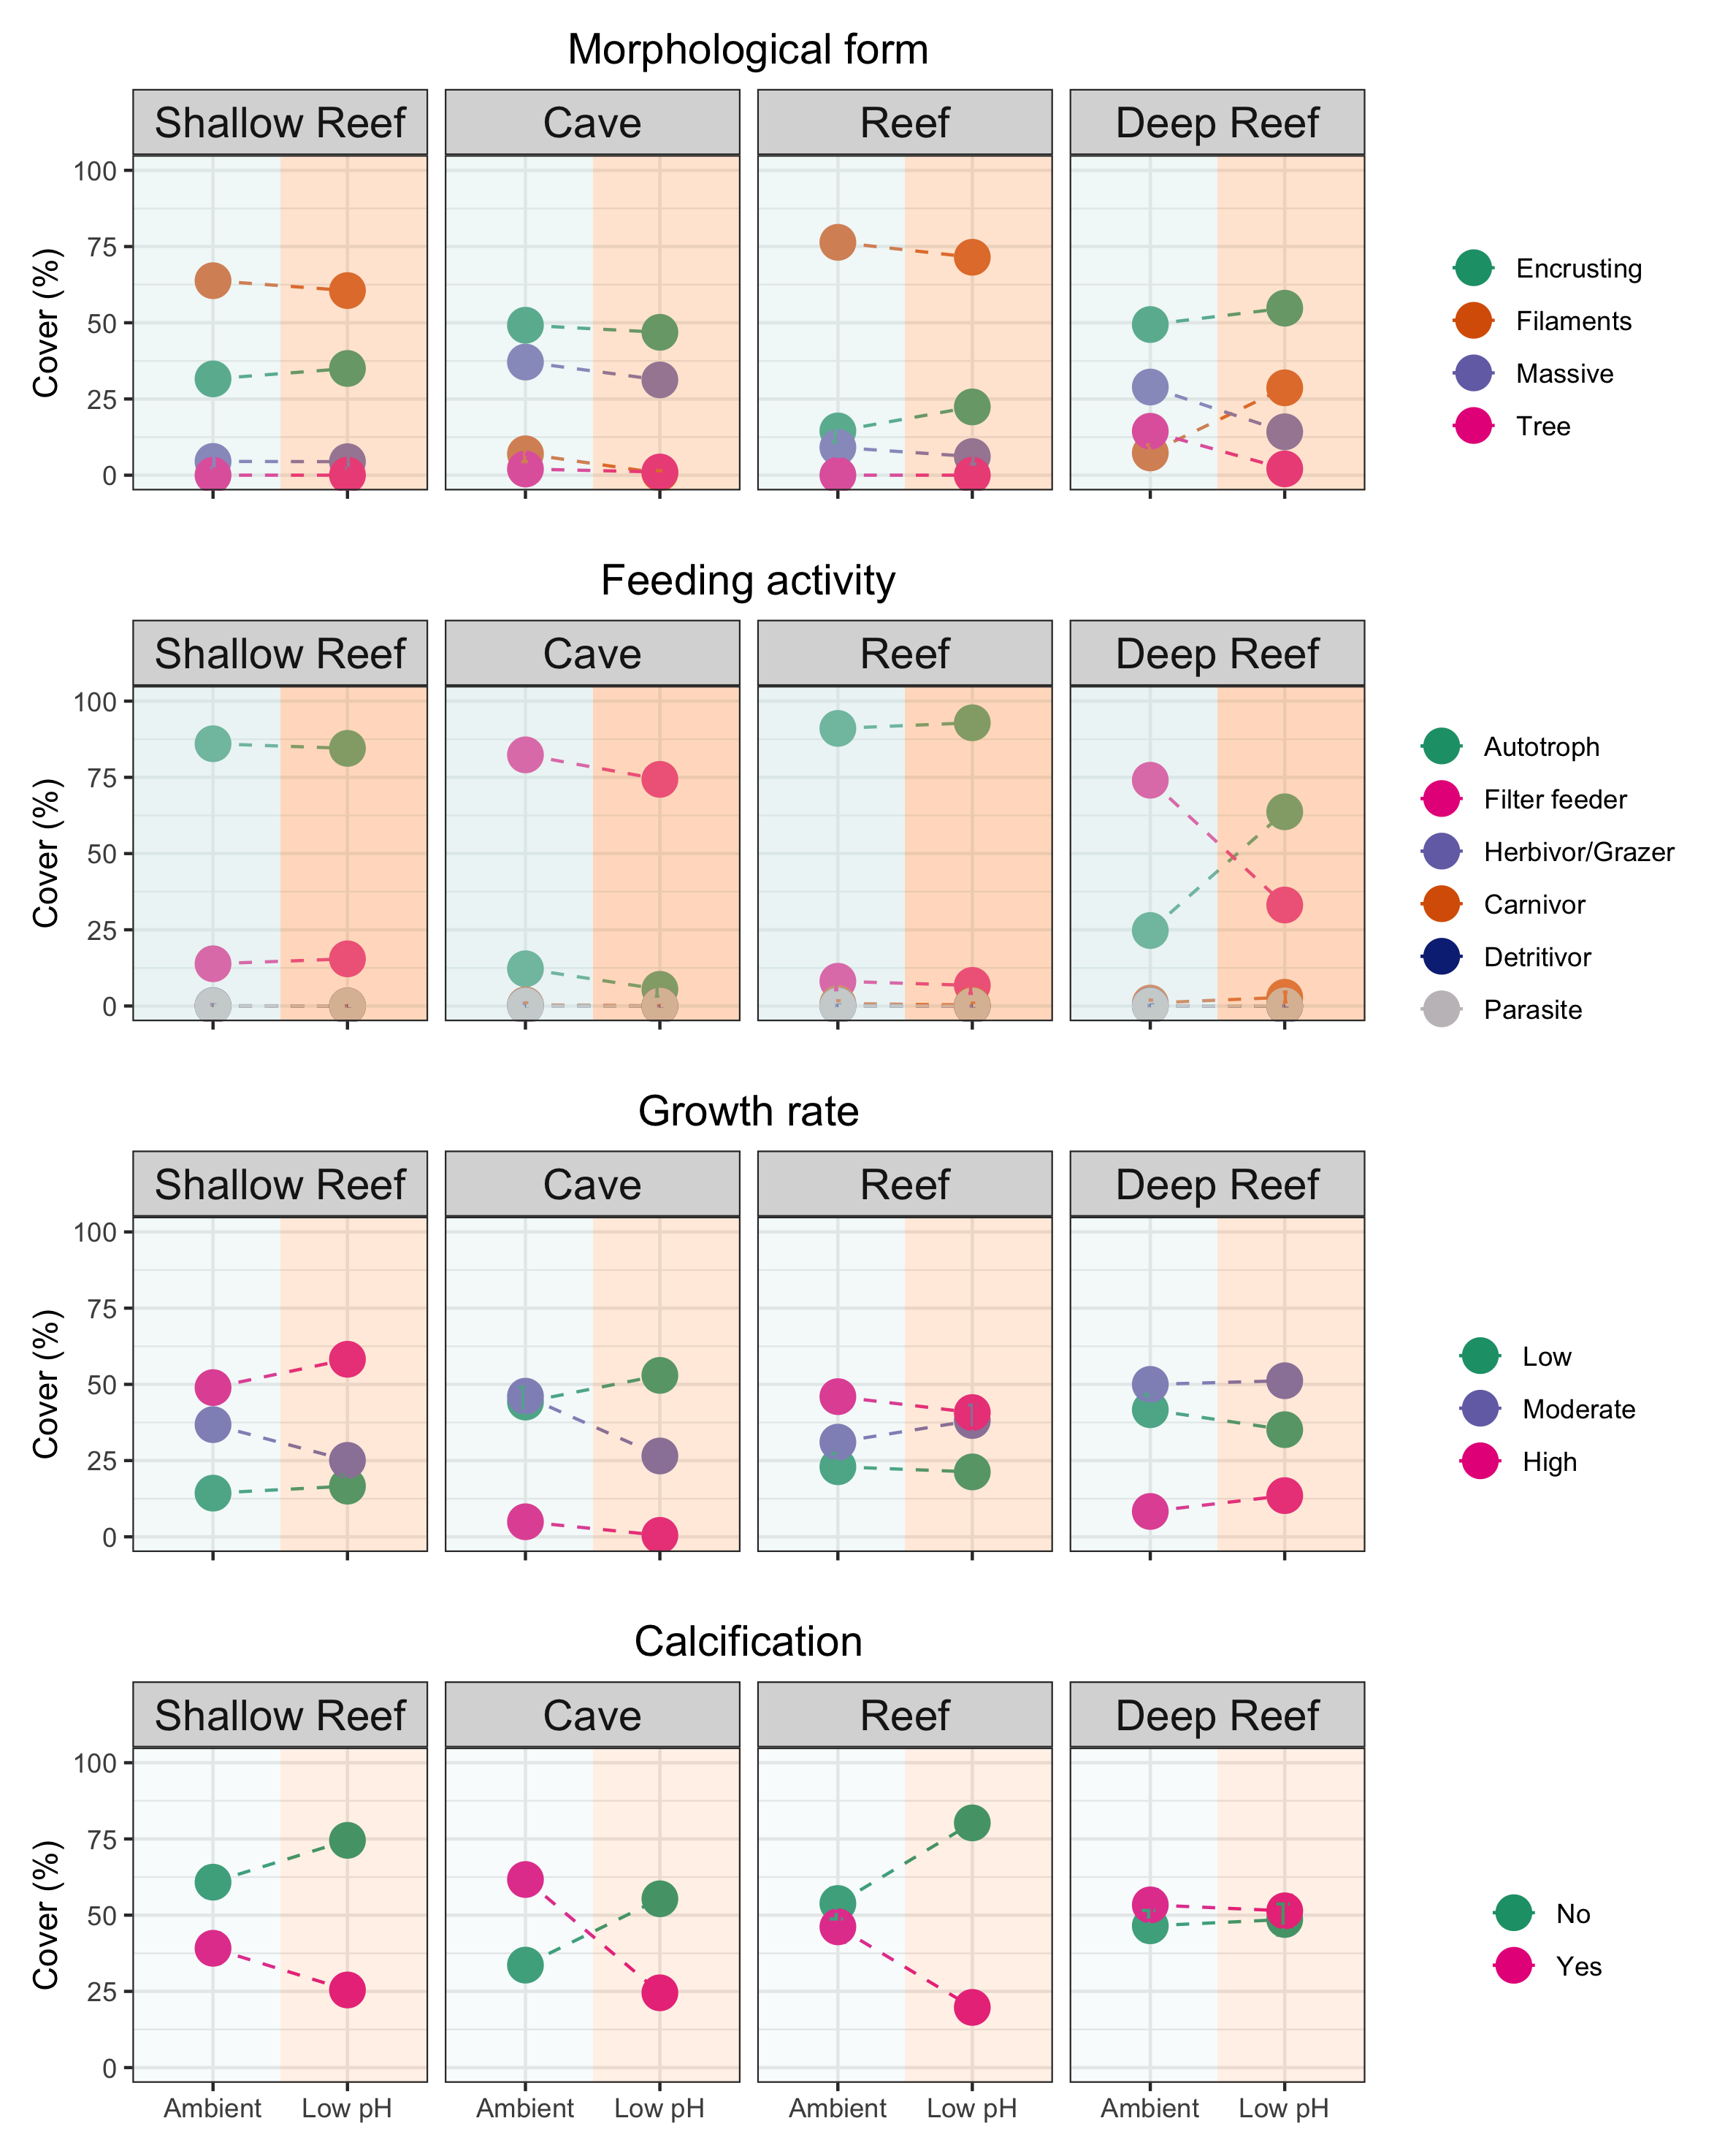 Morphological form
Shallow Reef Cave Reef Deep Reef
100
75
50
25
0
Cover (%)
Encrusting
Filaments
Massive
Tree
Feeding activity
Shallow Reef Cave Reef Deep Reef
100
75
50
25
0
Cover (%)
Autotroph
Filter feeder
Herbivor/Grazer
Carnivor
Detritivor
Parasite
Growth rate
Shallow Reef Cave Reef Deep Reef
100
75
50
25
0
Cover (%)
Low
Moderate
High
Calcification
Shallow Reef Cave Reef Deep Reef
100
75
50
25
0
Cover (%)
No
Yes
Ambient Low pH Ambient Low pH Ambient Low pH Ambient Low pH